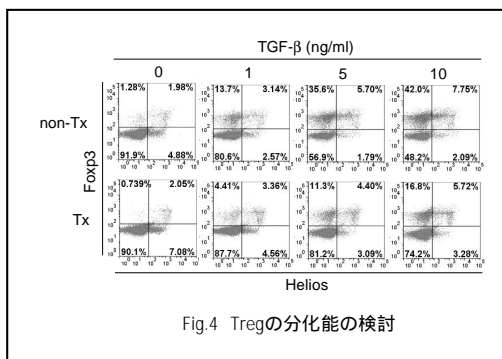 TGF-β (ng/ml)
0 1 5 10
non-Tx
Tx
Foxp3
1.28% 1.98% 13.7% 3.14% 35.6% 5.70% 42.0% 7.75%
91.9% 4.88% 80.6% 2.57% 56.9% 1.79% 48.2% 2.09%
0.739% 2.05% 4.41% 3.36% 11.3% 4.40% 16.8% 5.72%
90.1% 7.08% 87.7% 4.56% 81.2% 3.09% 74.2% 3.28%
Helios
Fig.4 Tregの分化能の検討